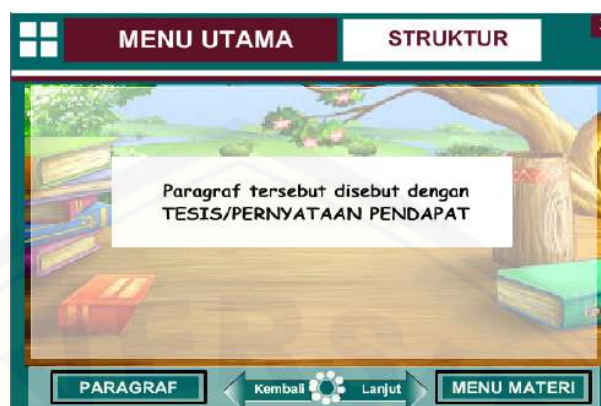 MENU UTAMA
STRUKTUR
Paragraf tersebut disebut dengan
TESIS/PERNYATAAN PENDAPAT
PARAGRAF
Kembali
Lanjut
MENU MATERI